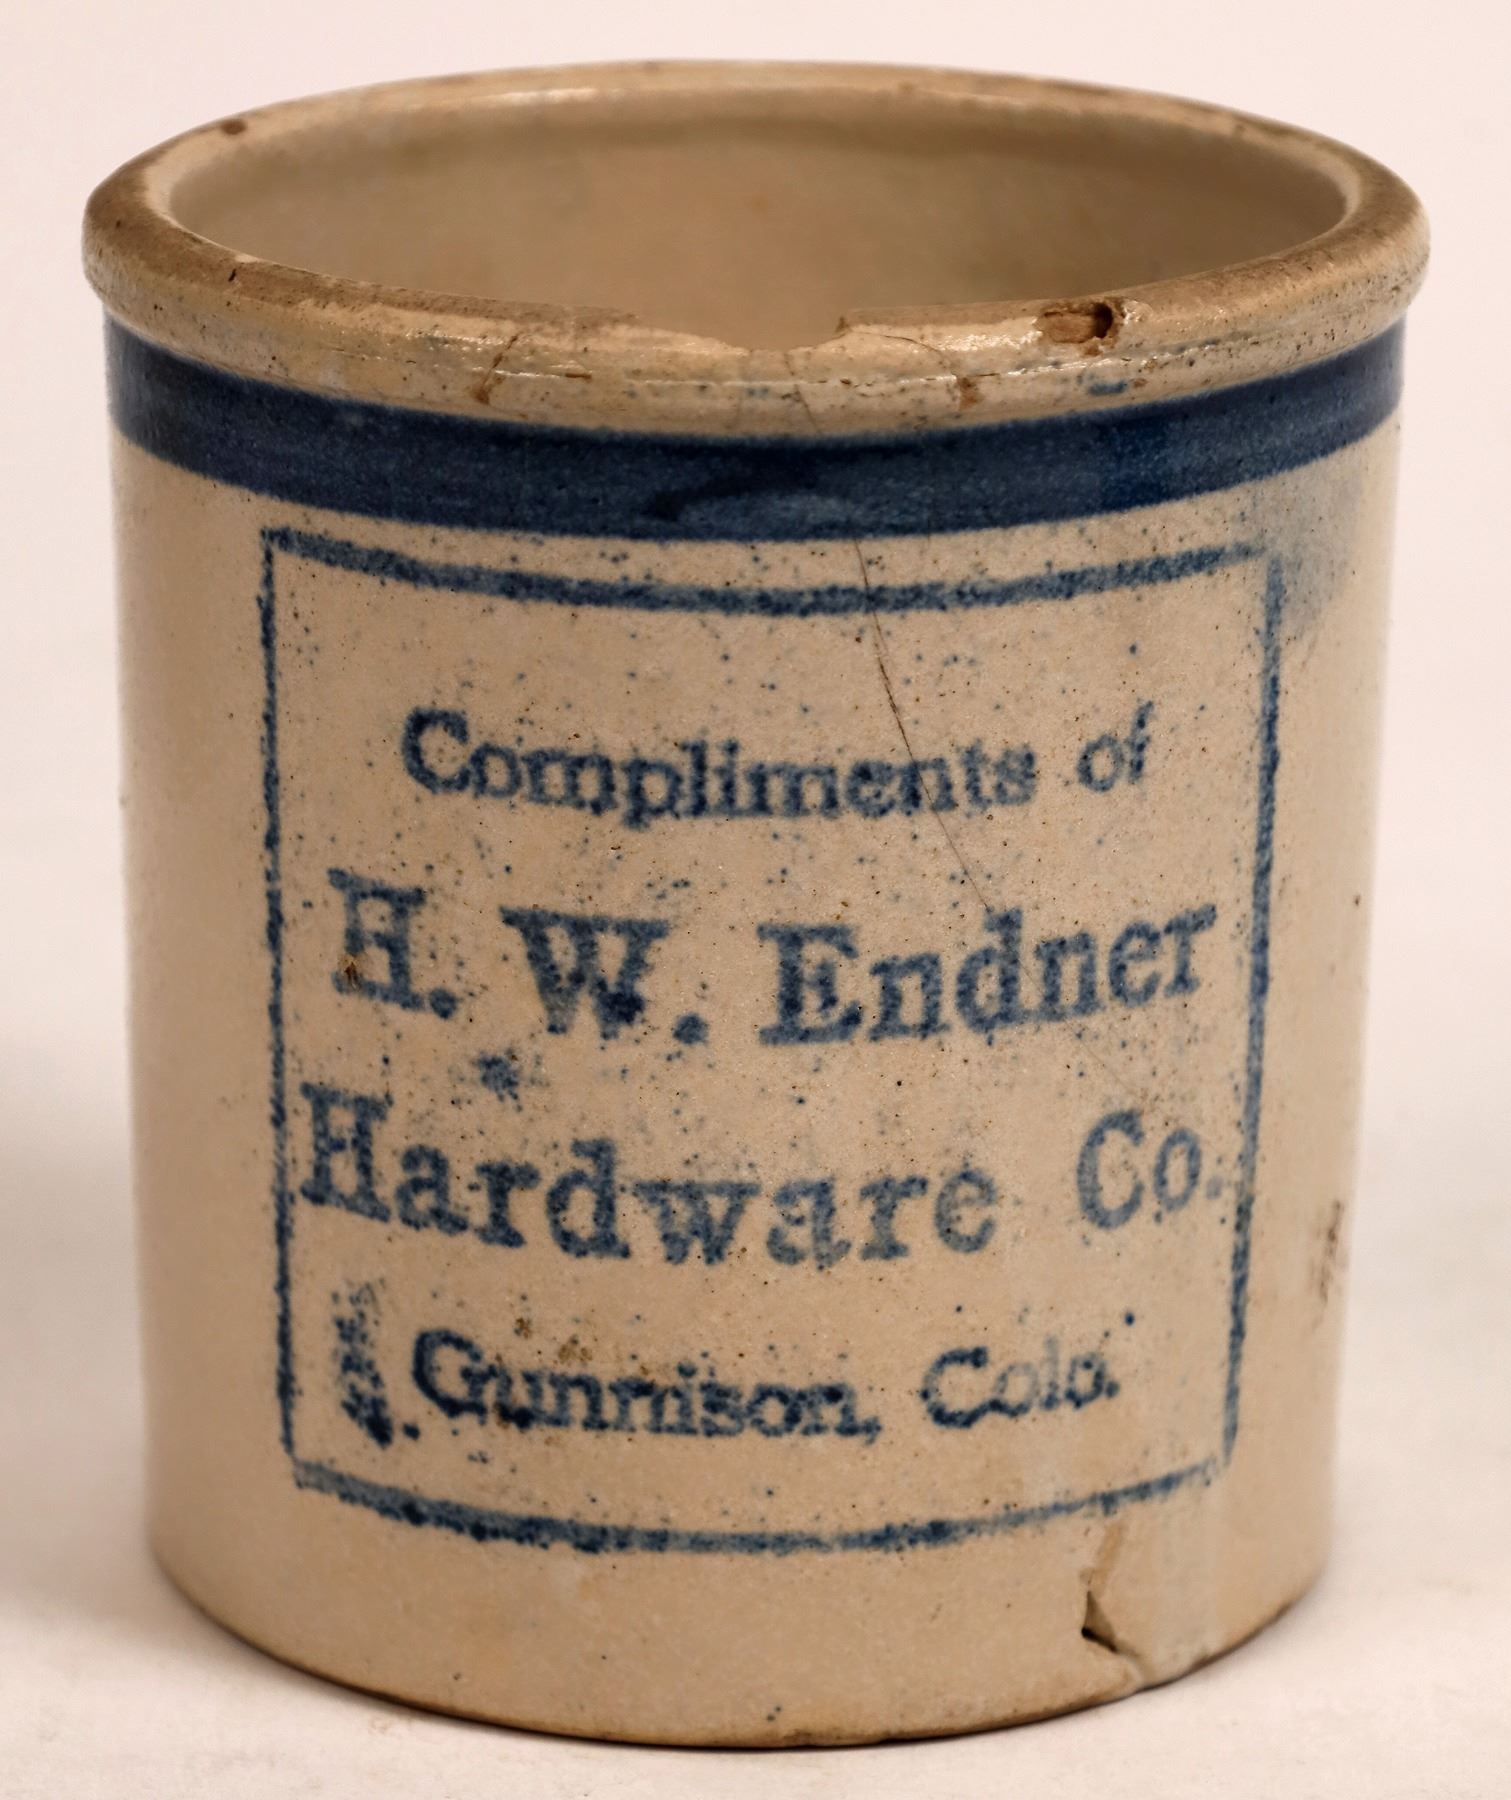 Compliments of
H. W. Endner
Hardware Co.
Gunnison, Colo.